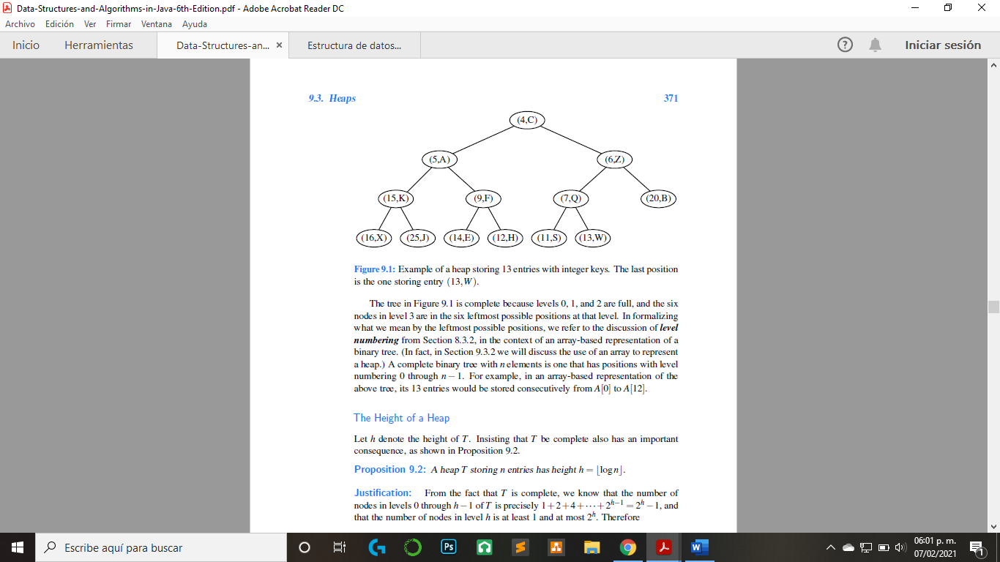 Data-Structures-and-Algorithms-in-Java-6th-Edition.pdf - Adobe Acrobat Reader DC
Archivo Edición Ver Firmar Ventana Ayuda
Inicio Herramientas Data-Structures-an... × Estructura de datos... ? Iniciar sesión
9.3. Heaps 371
(4,C)
(5,A) (6,Z)
(15,K) (9,F) (7,Q) (20,B)
(16,X) (25,J) (14,E) (12,H) (11,S) (13,W)
Figure 9.1: Example of a heap storing 13 entries with integer keys. The last position
is the one storing entry (13,W).
The tree in Figure 9.1 is complete because levels 0, 1, and 2 are full, and the six
nodes in level 3 are in the six leftmost possible positions at that level. In formalizing
what we mean by the leftmost possible positions, we refer to the discussion of level
numbering from Section 8.3.2, in the context of an array-based representation of a
binary tree. (In fact, in Section 9.3.2 we will discuss the use of an array to represent
a heap.) A complete binary tree with n elements is one that has positions with level
numbering 0 through n − 1. For example, in an array-based representation of the
above tree, its 13 entries would be stored consecutively from A[0] to A[12].
The Height of a Heap
Let h denote the height of T. Insisting that T be complete also has an important
consequence, as shown in Proposition 9.2.
Proposition 9.2: A heap T storing n entries has height h = ⌊log n⌋.
Justification: From the fact that T is complete, we know that the number of
nodes in levels 0 through h − 1 of T is precisely 1+2+4+⋯+2^{h−1} = 2^h − 1, and
that the number of nodes in level h is at least 1 and at most 2^h. Therefore
Escribe aquí para buscar
Ps
W
06:01 p. m.
07/02/2021
1